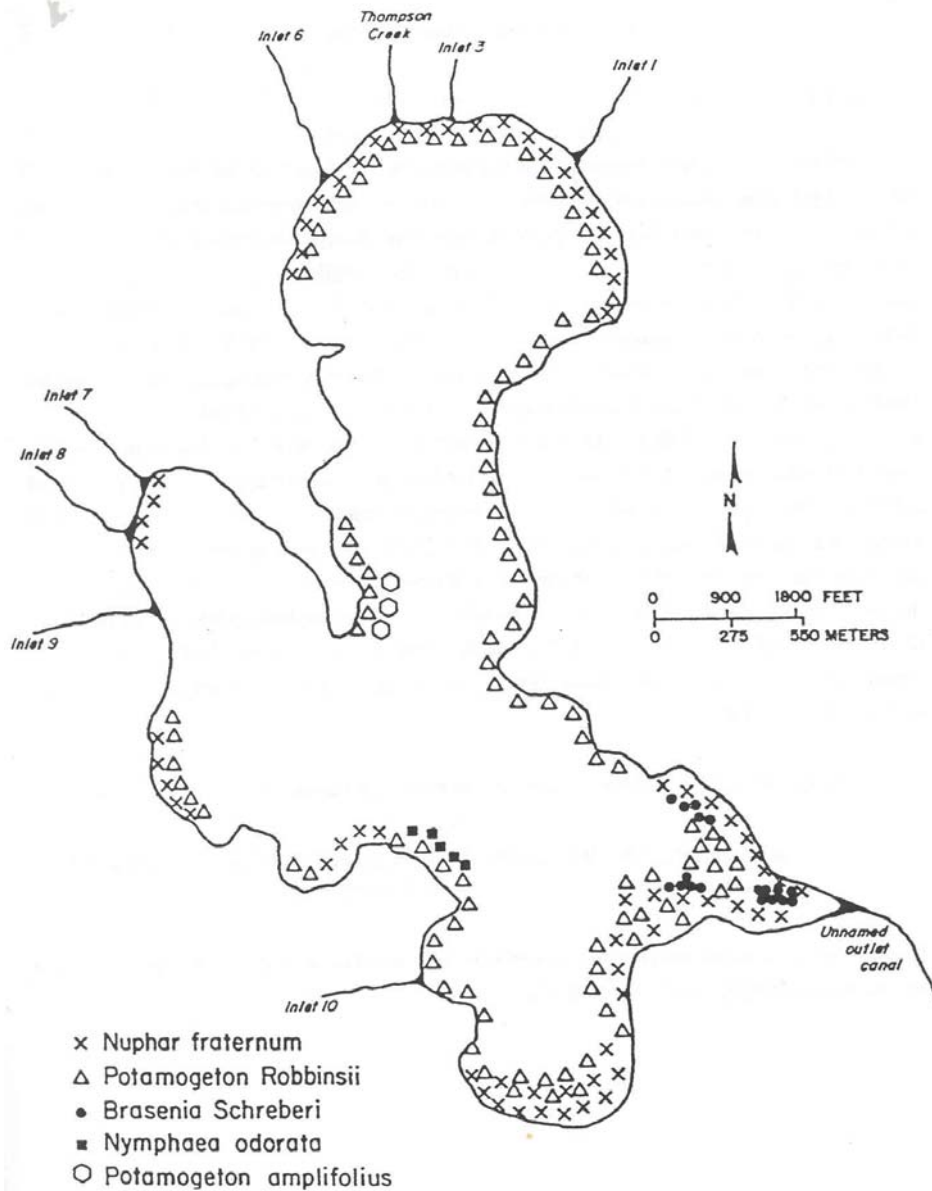 Inlet 6
Thompson
Creek
Inlet 3
Inlet 1
Inlet 7
Inlet 8
Inlet 9
N
0 900 1800 FEET
0 275 550 METERS
Unnamed
outlet
canal
Inlet 10
Nuphar fraternum
Potamogeton Robbinsii
Brasenia Schreberi
Nymphaea odorata
Potamogeton amplifolius